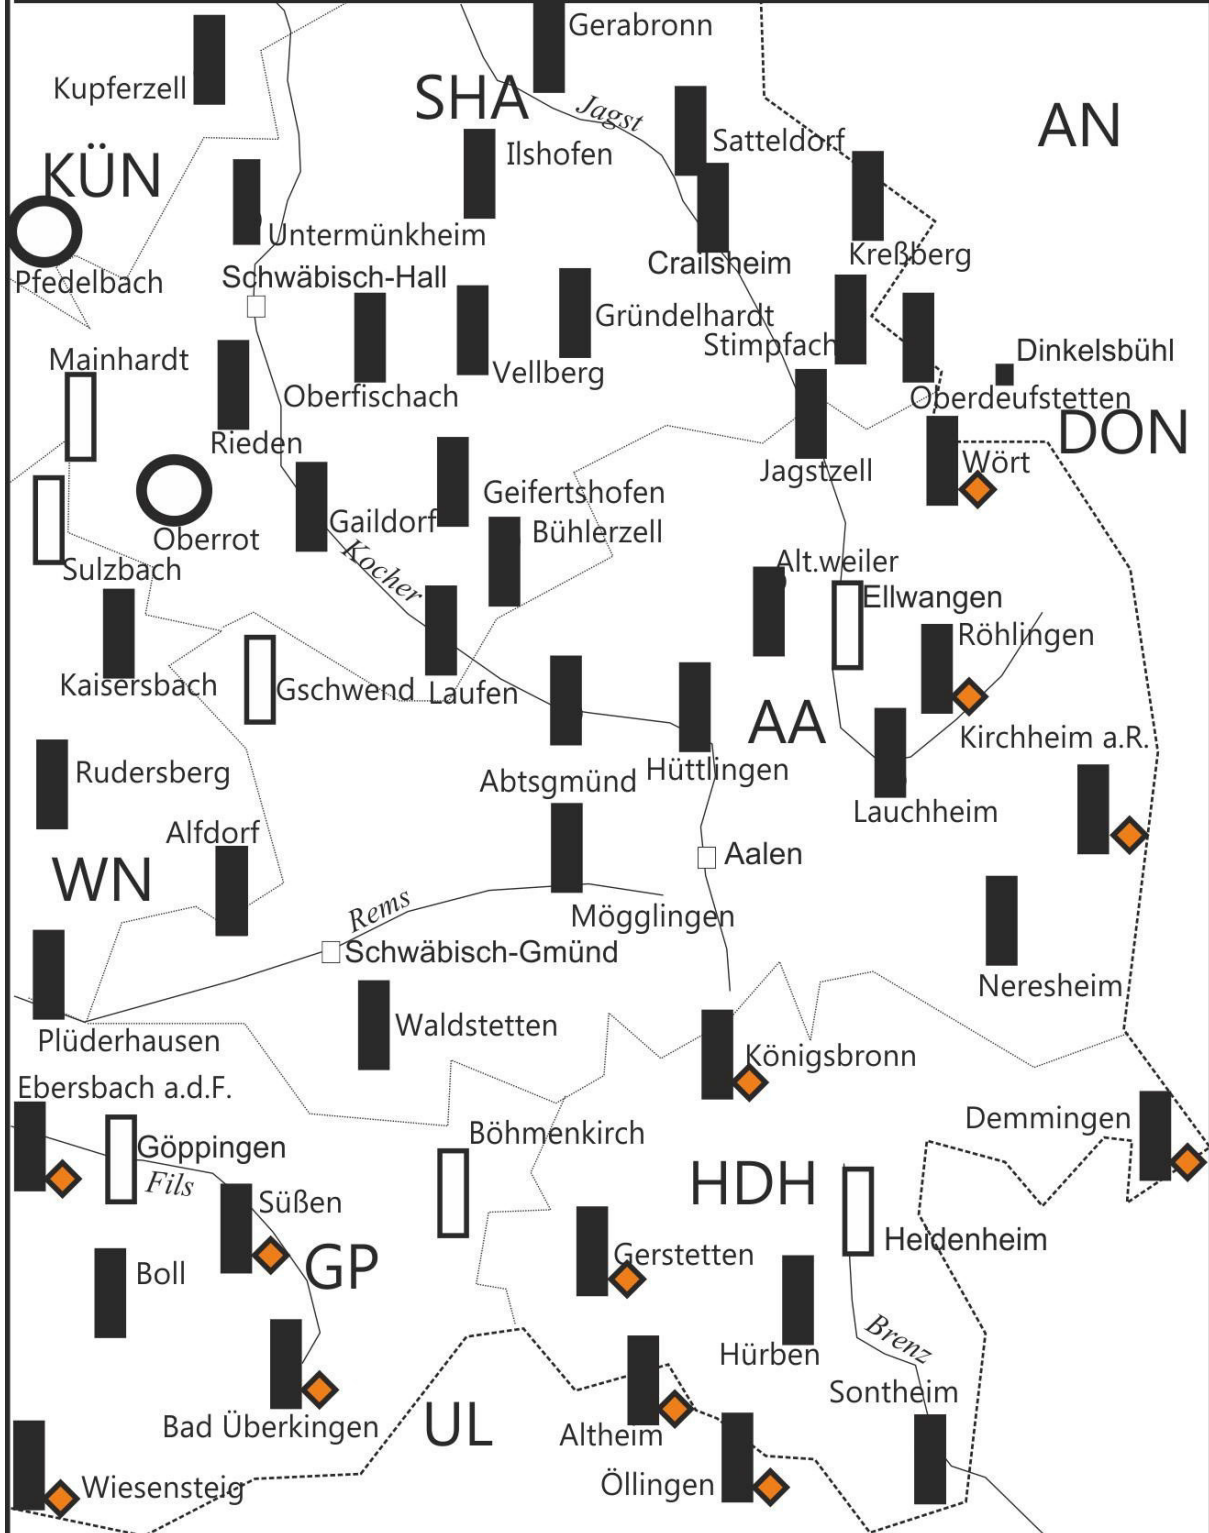 Gerabronn
Kupferzell
SHA
Jagst
AN
Satteldorf
Ilshofen
KÜN
Untermünkheim
Kreßberg
Crailsheim
Pfedelbach
Schwäbisch-Hall
Gründelhardt
Stimpfach
Dinkelsbühl
Mainhardt
Vellberg
Oberfischach
Oberdeufstetten
DON
Rieden
Wört
Jagstzell
Geifertshofen
Gaildorf
Bühlerzell
Oberrot
Kocher
Alt.weiler
Sulzbach
Ellwangen
Röhlingen
Kaisersbach
Gschwend
Laufen
AA
Kirchheim a.R.
Rudersberg
Abtsgmünd
Hüttlingen
Lauchheim
Alfdorf
Aalen
WN
Rems
Mögglingen
Schwäbisch-Gmünd
Neresheim
Waldstetten
Plüderhausen
Königsbronn
Ebersbach a.d.F.
Demmingen
Göppingen
Böhmenkirch
Fils
HDH
Süßen
Heidenheim
Gerstetten
Boll
GP
Brenz
Hürben
Sontheim
Bad Überkingen
UL
Altheim
Öllingen
Wiesensteig